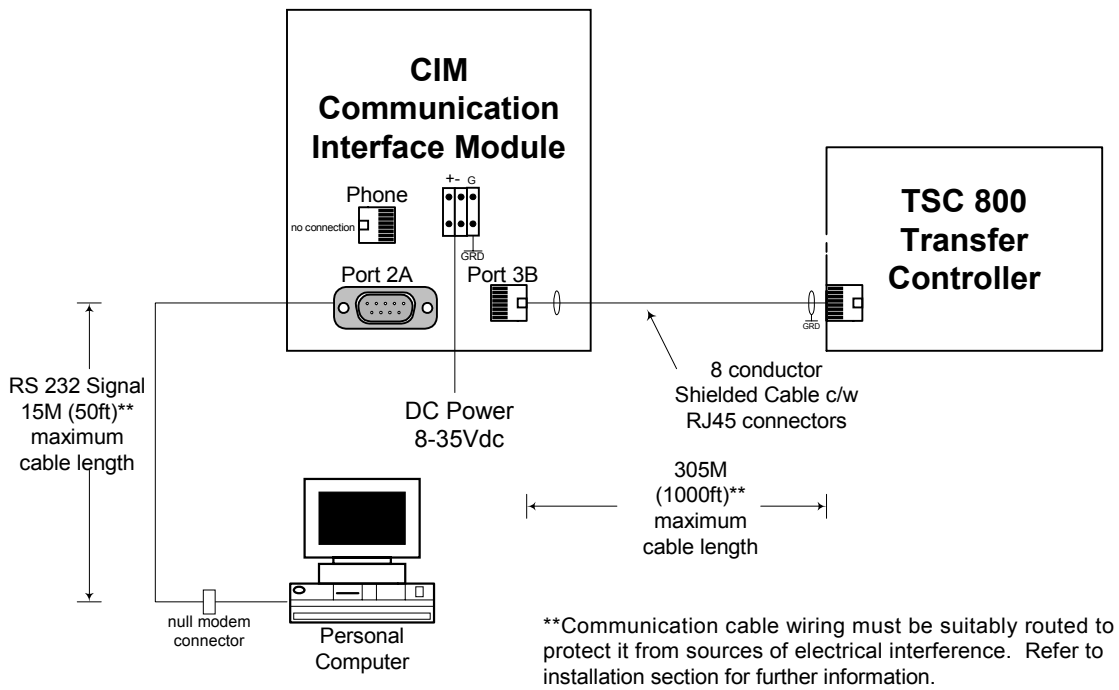 CIM
Communication
Interface Module
+- G
Phone
no connection
GRD
Port 2A
Port 3B
TSC 800
Transfer
Controller
GRD
8 conductor
Shielded Cable c/w
RJ45 connectors
RS 232 Signal
15M (50ft)**
maximum
cable length
DC Power
8-35Vdc
305M
(1000ft)**
maximum
cable length
null modem
connector
Personal
Computer
**Communication cable wiring must be suitably routed to
protect it from sources of electrical interference. Refer to
installation section for further information.